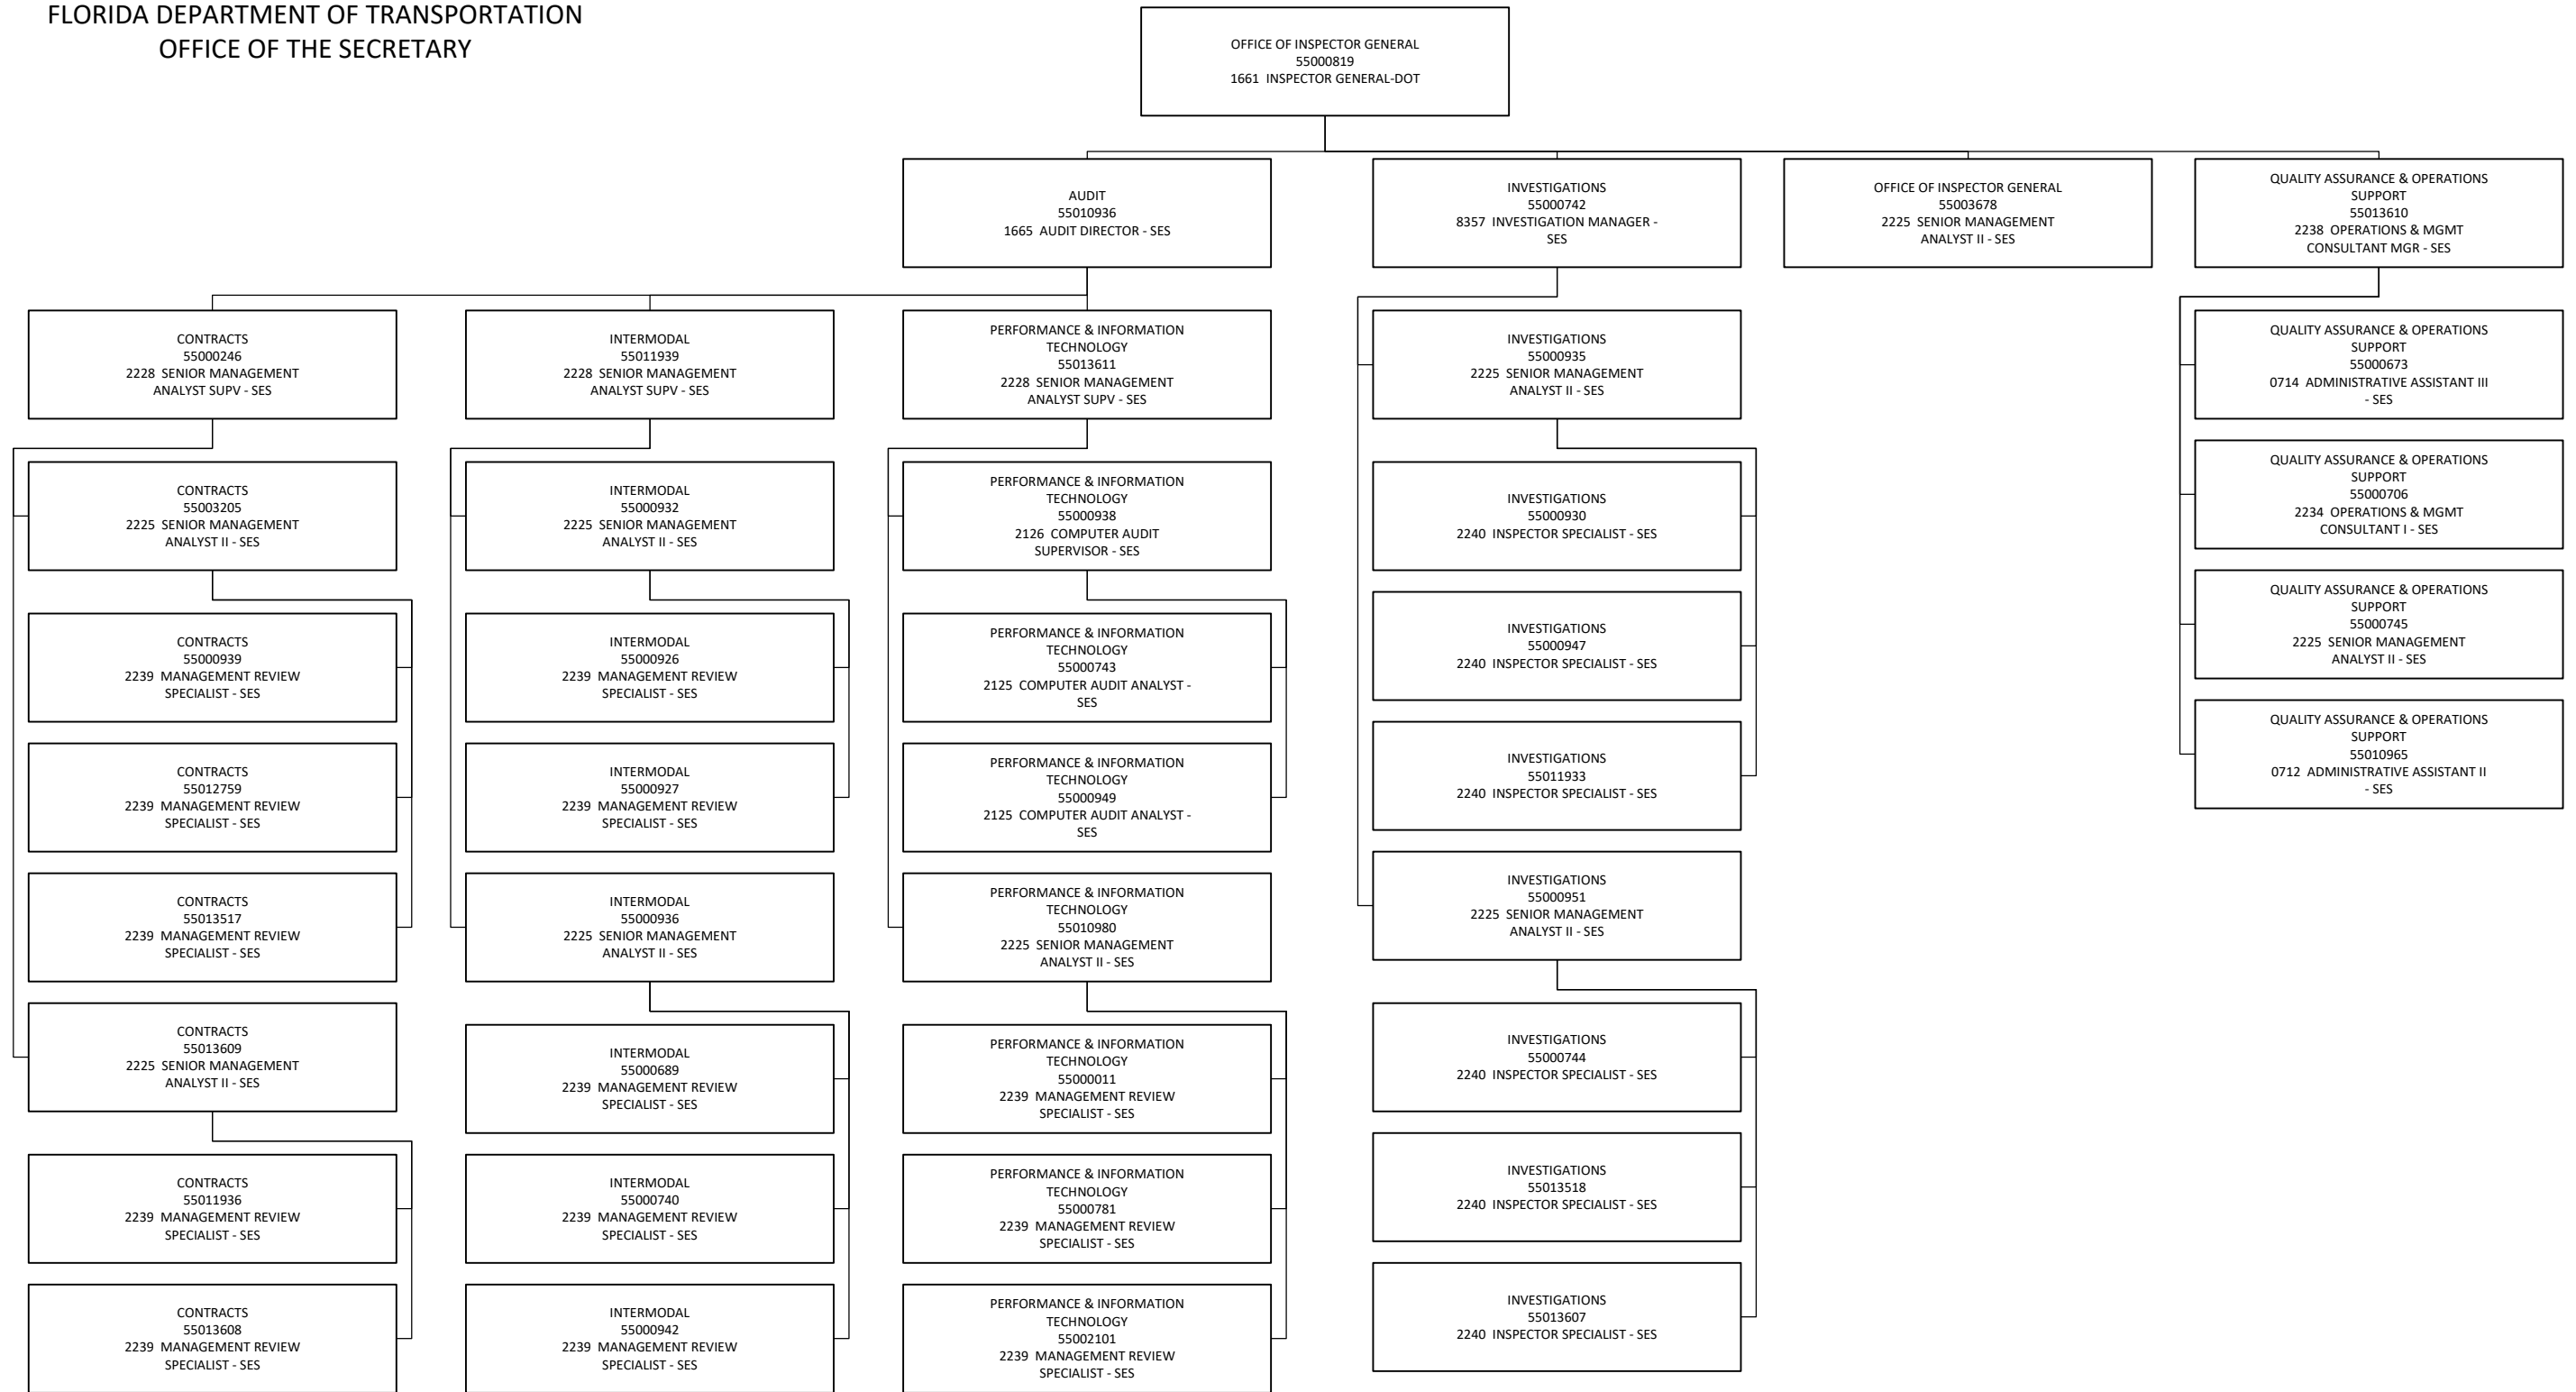 FLORIDA DEPARTMENT OF TRANSPORTATION
OFFICE OF THE SECRETARY
OFFICE OF INSPECTOR GENERAL
55000819
1661 INSPECTOR GENERAL-DOT
AUDIT
55010936
1665 AUDIT DIRECTOR - SES
INVESTIGATIONS
55000742
8357 INVESTIGATION MANAGER -
SES
OFFICE OF INSPECTOR GENERAL
55003678
2225 SENIOR MANAGEMENT
ANALYST II - SES
QUALITY ASSURANCE & OPERATIONS
SUPPORT
55013610
2238 OPERATIONS & MGMT
CONSULTANT MGR - SES
CONTRACTS
55000246
2228 SENIOR MANAGEMENT
ANALYST SUPV - SES
CONTRACTS
55003205
2225 SENIOR MANAGEMENT
ANALYST II - SES
CONTRACTS
55000939
2239 MANAGEMENT REVIEW
SPECIALIST - SES
CONTRACTS
55012759
2239 MANAGEMENT REVIEW
SPECIALIST - SES
CONTRACTS
55013517
2239 MANAGEMENT REVIEW
SPECIALIST - SES
CONTRACTS
55013609
2225 SENIOR MANAGEMENT
ANALYST II - SES
CONTRACTS
55011936
2239 MANAGEMENT REVIEW
SPECIALIST - SES
CONTRACTS
55013608
2239 MANAGEMENT REVIEW
SPECIALIST - SES
INTERMODAL
55011939
2228 SENIOR MANAGEMENT
ANALYST SUPV - SES
INTERMODAL
55000932
2225 SENIOR MANAGEMENT
ANALYST II - SES
INTERMODAL
55000926
2239 MANAGEMENT REVIEW
SPECIALIST - SES
INTERMODAL
55000927
2239 MANAGEMENT REVIEW
SPECIALIST - SES
INTERMODAL
55000936
2225 SENIOR MANAGEMENT
ANALYST II - SES
INTERMODAL
55000689
2239 MANAGEMENT REVIEW
SPECIALIST - SES
INTERMODAL
55000740
2239 MANAGEMENT REVIEW
SPECIALIST - SES
INTERMODAL
55000942
2239 MANAGEMENT REVIEW
SPECIALIST - SES
PERFORMANCE & INFORMATION
TECHNOLOGY
55013611
2228 SENIOR MANAGEMENT
ANALYST SUPV - SES
PERFORMANCE & INFORMATION
TECHNOLOGY
55000938
2126 COMPUTER AUDIT
SUPERVISOR - SES
PERFORMANCE & INFORMATION
TECHNOLOGY
55000743
2125 COMPUTER AUDIT ANALYST -
SES
PERFORMANCE & INFORMATION
TECHNOLOGY
55000949
2125 COMPUTER AUDIT ANALYST -
SES
PERFORMANCE & INFORMATION
TECHNOLOGY
55010980
2225 SENIOR MANAGEMENT
ANALYST II - SES
PERFORMANCE & INFORMATION
TECHNOLOGY
55000011
2239 MANAGEMENT REVIEW
SPECIALIST - SES
PERFORMANCE & INFORMATION
TECHNOLOGY
55000781
2239 MANAGEMENT REVIEW
SPECIALIST - SES
PERFORMANCE & INFORMATION
TECHNOLOGY
55002101
2239 MANAGEMENT REVIEW
SPECIALIST - SES
INVESTIGATIONS
55000935
2225 SENIOR MANAGEMENT
ANALYST II - SES
INVESTIGATIONS
55000930
2240 INSPECTOR SPECIALIST - SES
INVESTIGATIONS
55000947
2240 INSPECTOR SPECIALIST - SES
INVESTIGATIONS
55011933
2240 INSPECTOR SPECIALIST - SES
INVESTIGATIONS
55000951
2225 SENIOR MANAGEMENT
ANALYST II - SES
INVESTIGATIONS
55000744
2240 INSPECTOR SPECIALIST - SES
INVESTIGATIONS
55013518
2240 INSPECTOR SPECIALIST - SES
INVESTIGATIONS
55013607
2240 INSPECTOR SPECIALIST - SES
QUALITY ASSURANCE & OPERATIONS
SUPPORT
55000673
0714 ADMINISTRATIVE ASSISTANT III
- SES
QUALITY ASSURANCE & OPERATIONS
SUPPORT
55000706
2234 OPERATIONS & MGMT
CONSULTANT I - SES
QUALITY ASSURANCE & OPERATIONS
SUPPORT
55000745
2225 SENIOR MANAGEMENT
ANALYST II - SES
QUALITY ASSURANCE & OPERATIONS
SUPPORT
55010965
0712 ADMINISTRATIVE ASSISTANT II
- SES